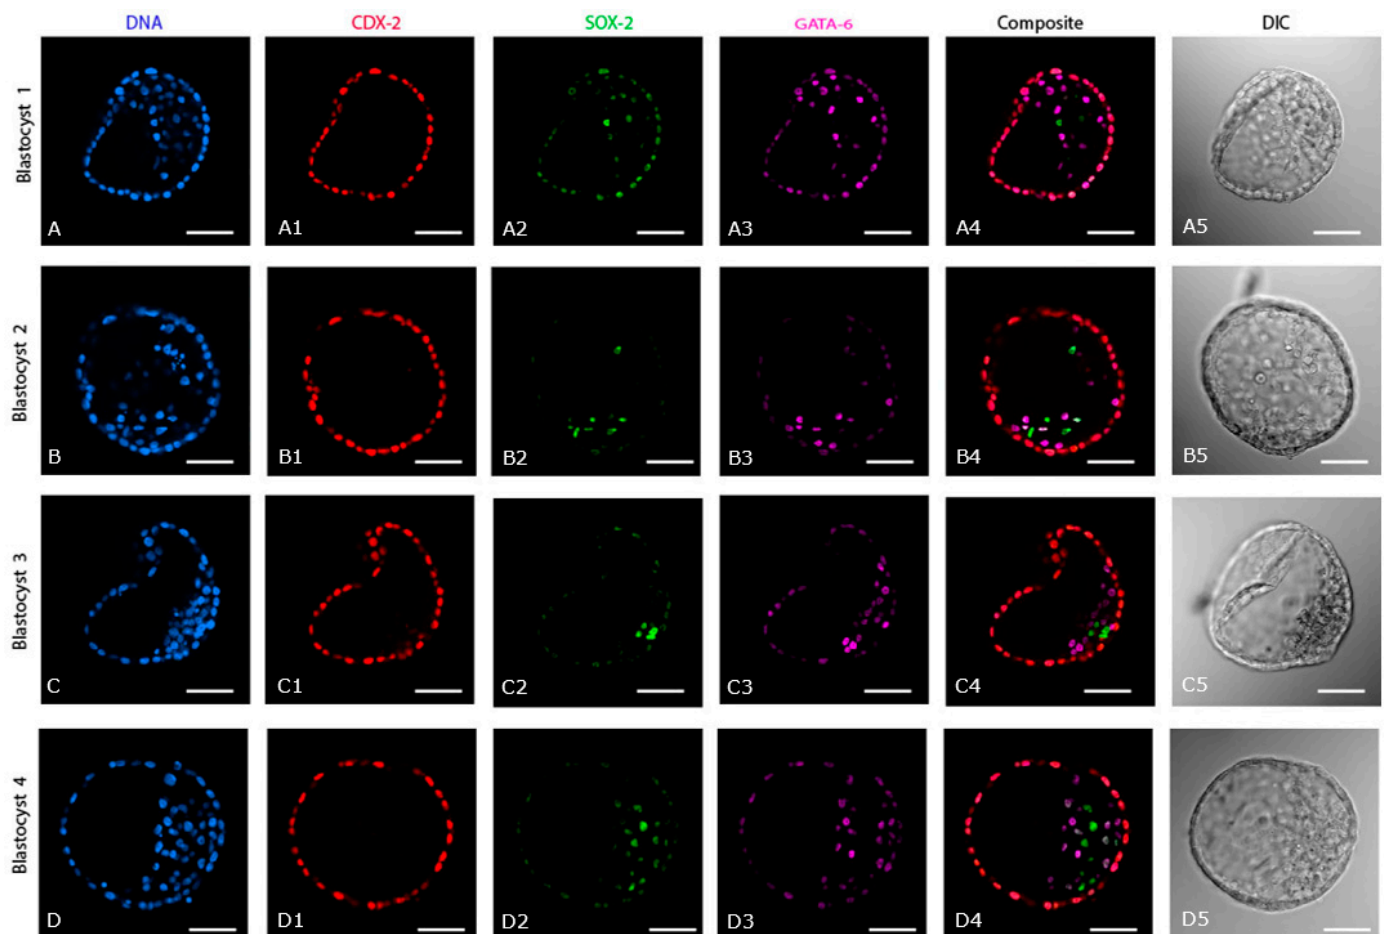 DNA CDX-2 SOX-2 GATA-6 Composite DIC
Blastocyst 1
A A1 A2 A3 A4 A5
Blastocyst 2
B B1 B2 B3 B4 B5
Blastocyst 3
C C1 C2 C3 C4 C5
Blastocyst 4
D D1 D2 D3 D4 D5